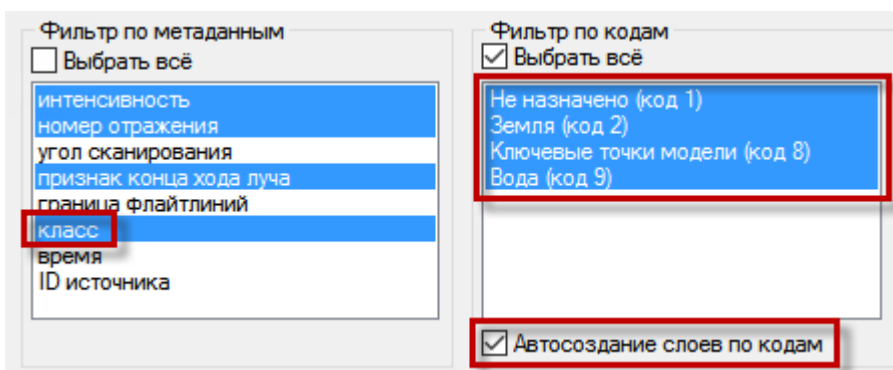 Фильтр по метаданным
Выбрать всё
интенсивность
номер отражения
угол сканирования
признак конца хода луча
граница флайтлиний
класс
время
ID источника
Фильтр по кодам
Выбрать всё
Не назначено (код 1)
Земля (код 2)
Ключевые точки модели (код 8)
Вода (код 9)
Автосоздание слоев по кодам